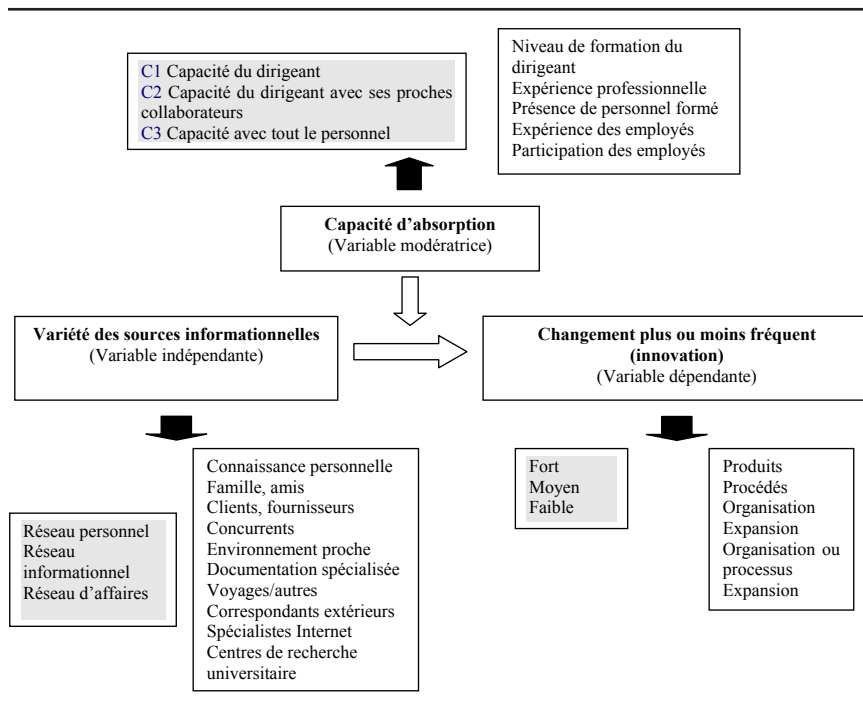 C1 Capacité du dirigeant
C2 Capacité du dirigeant avec ses proches
collaborateurs
C3 Capacité avec tout le personnel
Niveau de formation du
dirigeant
Expérience professionnelle
Présence de personnel formé
Expérience des employés
Participation des employés
Capacité d’absorption
(Variable modératrice)
Variété des sources informationnelles
(Variable indépendante)
Changement plus ou moins fréquent
(innovation)
(Variable dépendante)
Réseau personnel
Réseau
informationnel
Réseau d’affaires
Connaissance personnelle
Famille, amis
Clients, fournisseurs
Concurrents
Environnement proche
Documentation spécialisée
Voyages/autres
Correspondants extérieurs
Spécialistes Internet
Centres de recherche
universitaire
Fort
Moyen
Faible
Produits
Procédés
Organisation
Expansion
Organisation ou
processus
Expansion